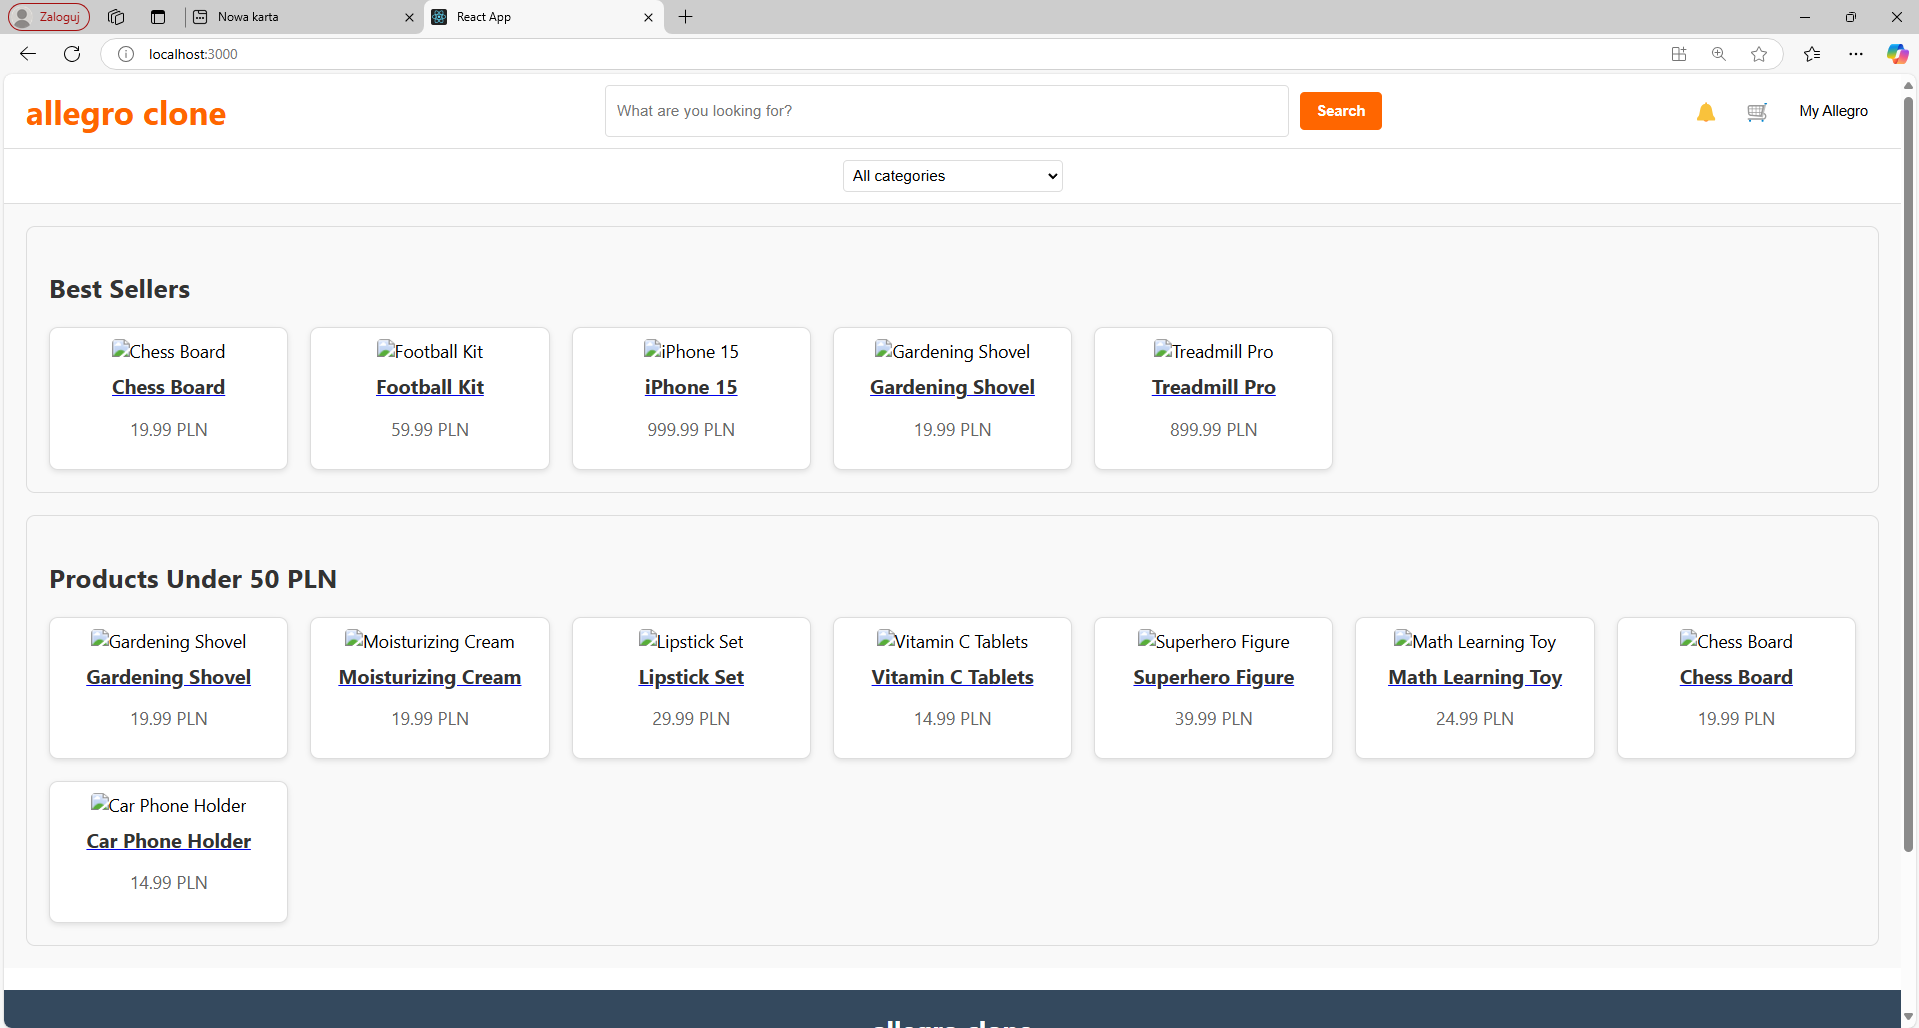 Zaloguj
Nowa karta
React App
localhost:3000
allegro clone
What are you looking for?
Search
My Allegro
All categories
Best Sellers
Chess Board
Football Kit
iPhone 15
Gardening Shovel
Treadmill Pro
Chess Board
Football Kit
iPhone 15
Gardening Shovel
Treadmill Pro
19.99 PLN
59.99 PLN
999.99 PLN
19.99 PLN
899.99 PLN
Products Under 50 PLN
Gardening Shovel
Moisturizing Cream
Lipstick Set
Vitamin C Tablets
Superhero Figure
Math Learning Toy
Chess Board
Gardening Shovel
Moisturizing Cream
Lipstick Set
Vitamin C Tablets
Superhero Figure
Math Learning Toy
Chess Board
19.99 PLN
19.99 PLN
29.99 PLN
14.99 PLN
39.99 PLN
24.99 PLN
19.99 PLN
Car Phone Holder
Car Phone Holder
14.99 PLN
allegro clone